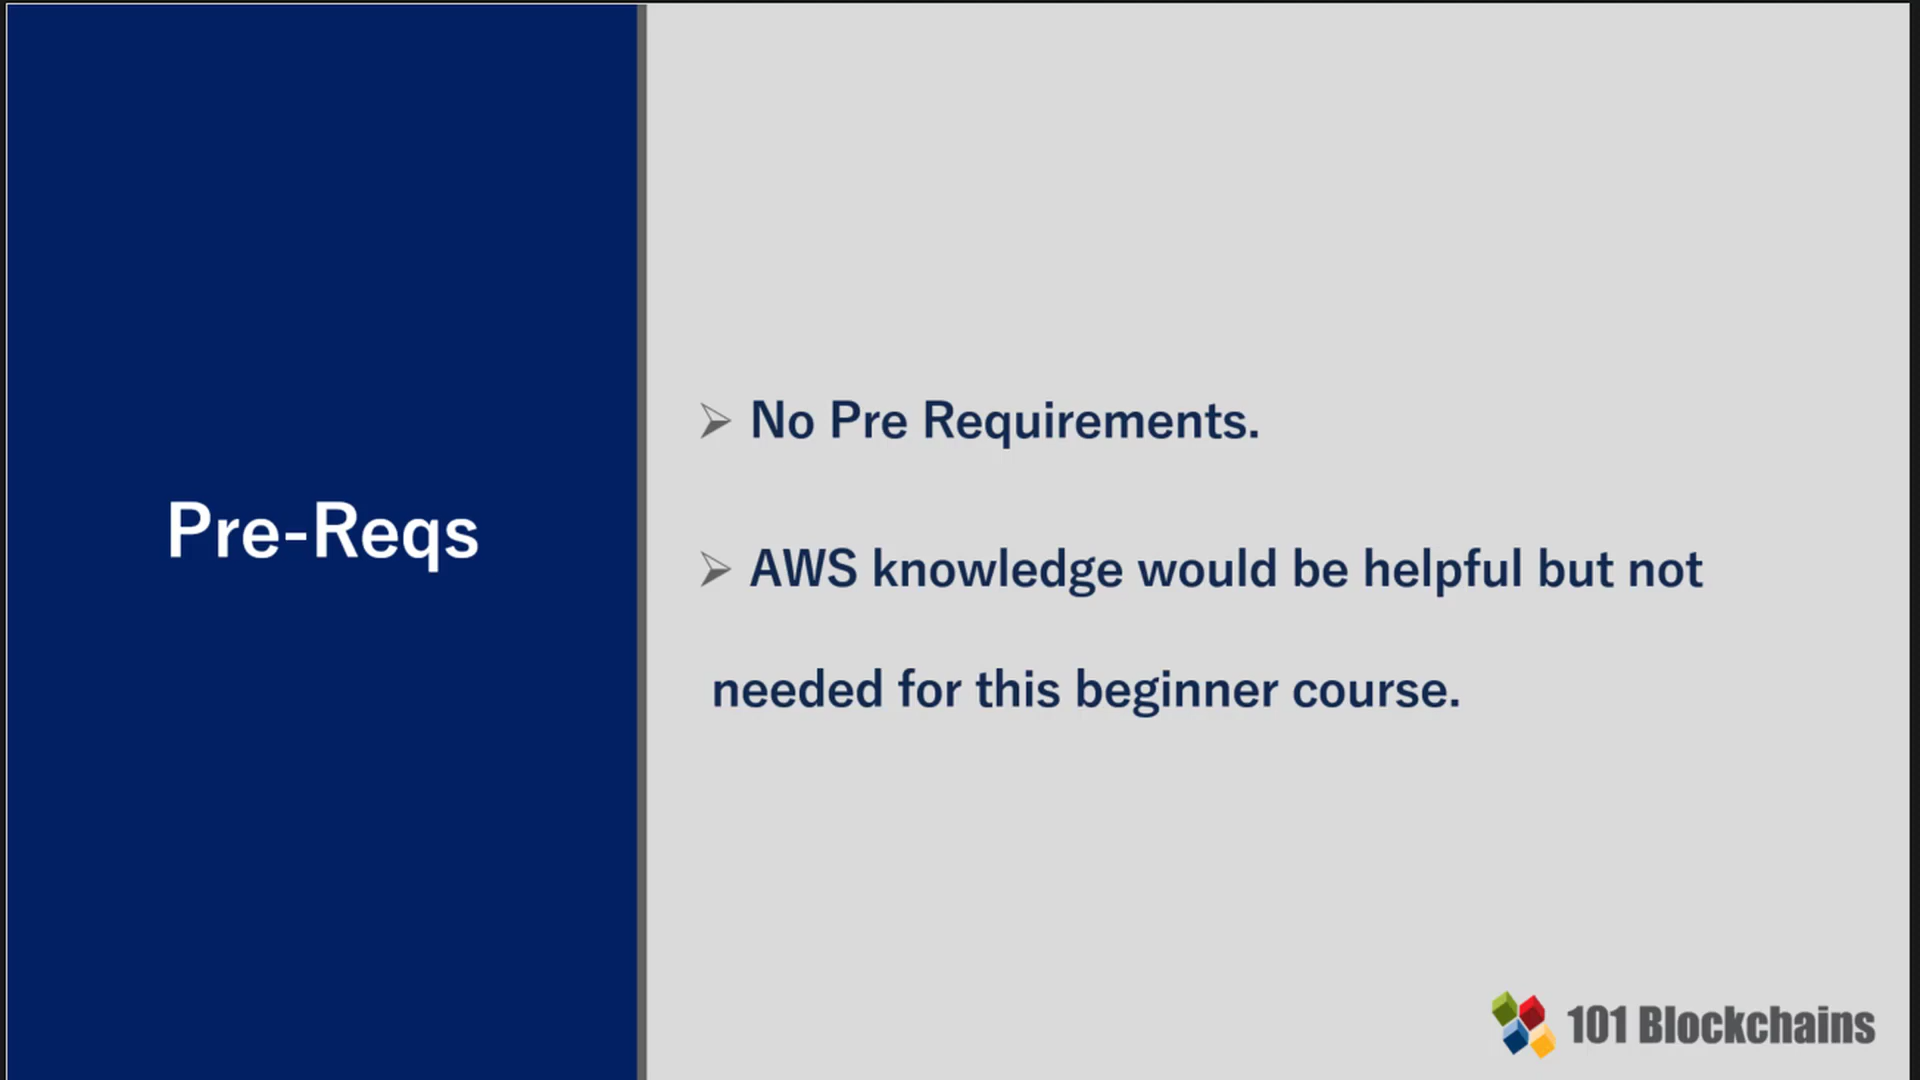 Pre-Reqs
➢ No Pre Requirements.
➢ AWS knowledge would be helpful but not
needed for this beginner course.
101 Blockchains